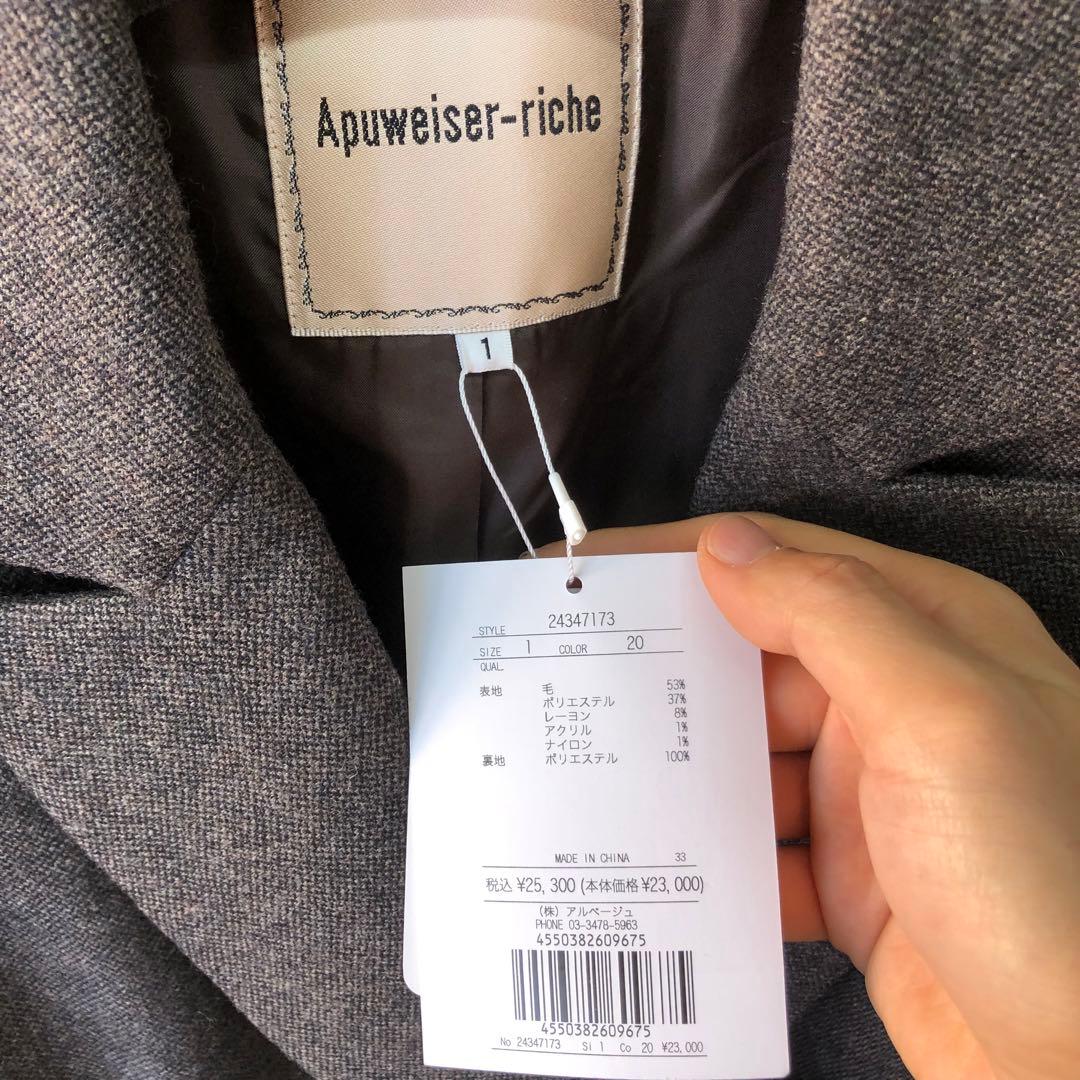 Apuweiser-riche
1
STYLE 24347173
SIZE 1 COLOR 20
QUAL.
表地 毛 53%
ポリエステル 37%
レーヨン 8%
アクリル 1%
ナイロン 1%
裏地 ポリエステル 100%
MADE IN CHINA 33
税込 ¥25,300 (本体価格 ¥23,000)
(株) アルページュ
PHONE 03-3478-5963
4550382609675
4550382609675
No 24347173 SI 1 Co 20 ¥23,000